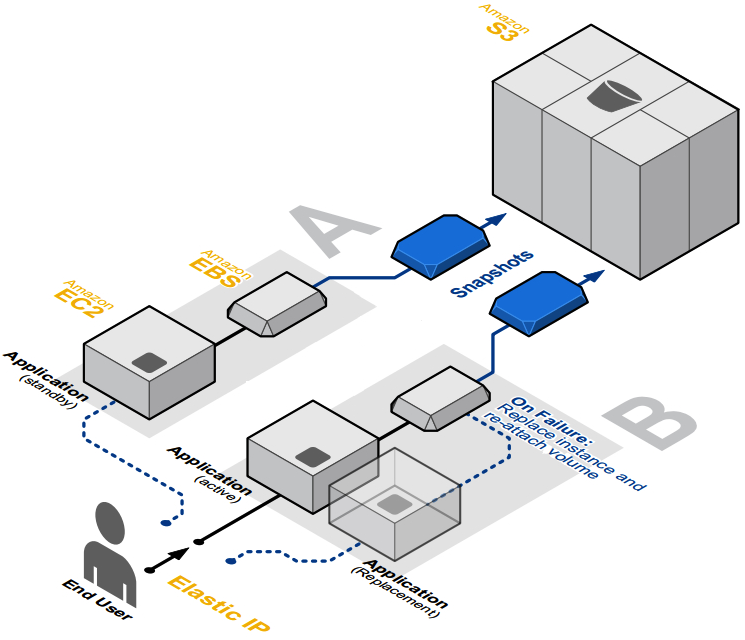 Amazon
S3
A
Amazon
EBS
Snapshots
Amazon
EC2
Application
(standby)
B
On Failure:
Replace instance and
re-attach volume
Application
(active)
Application
(Replacement)
End User
Elastic IP